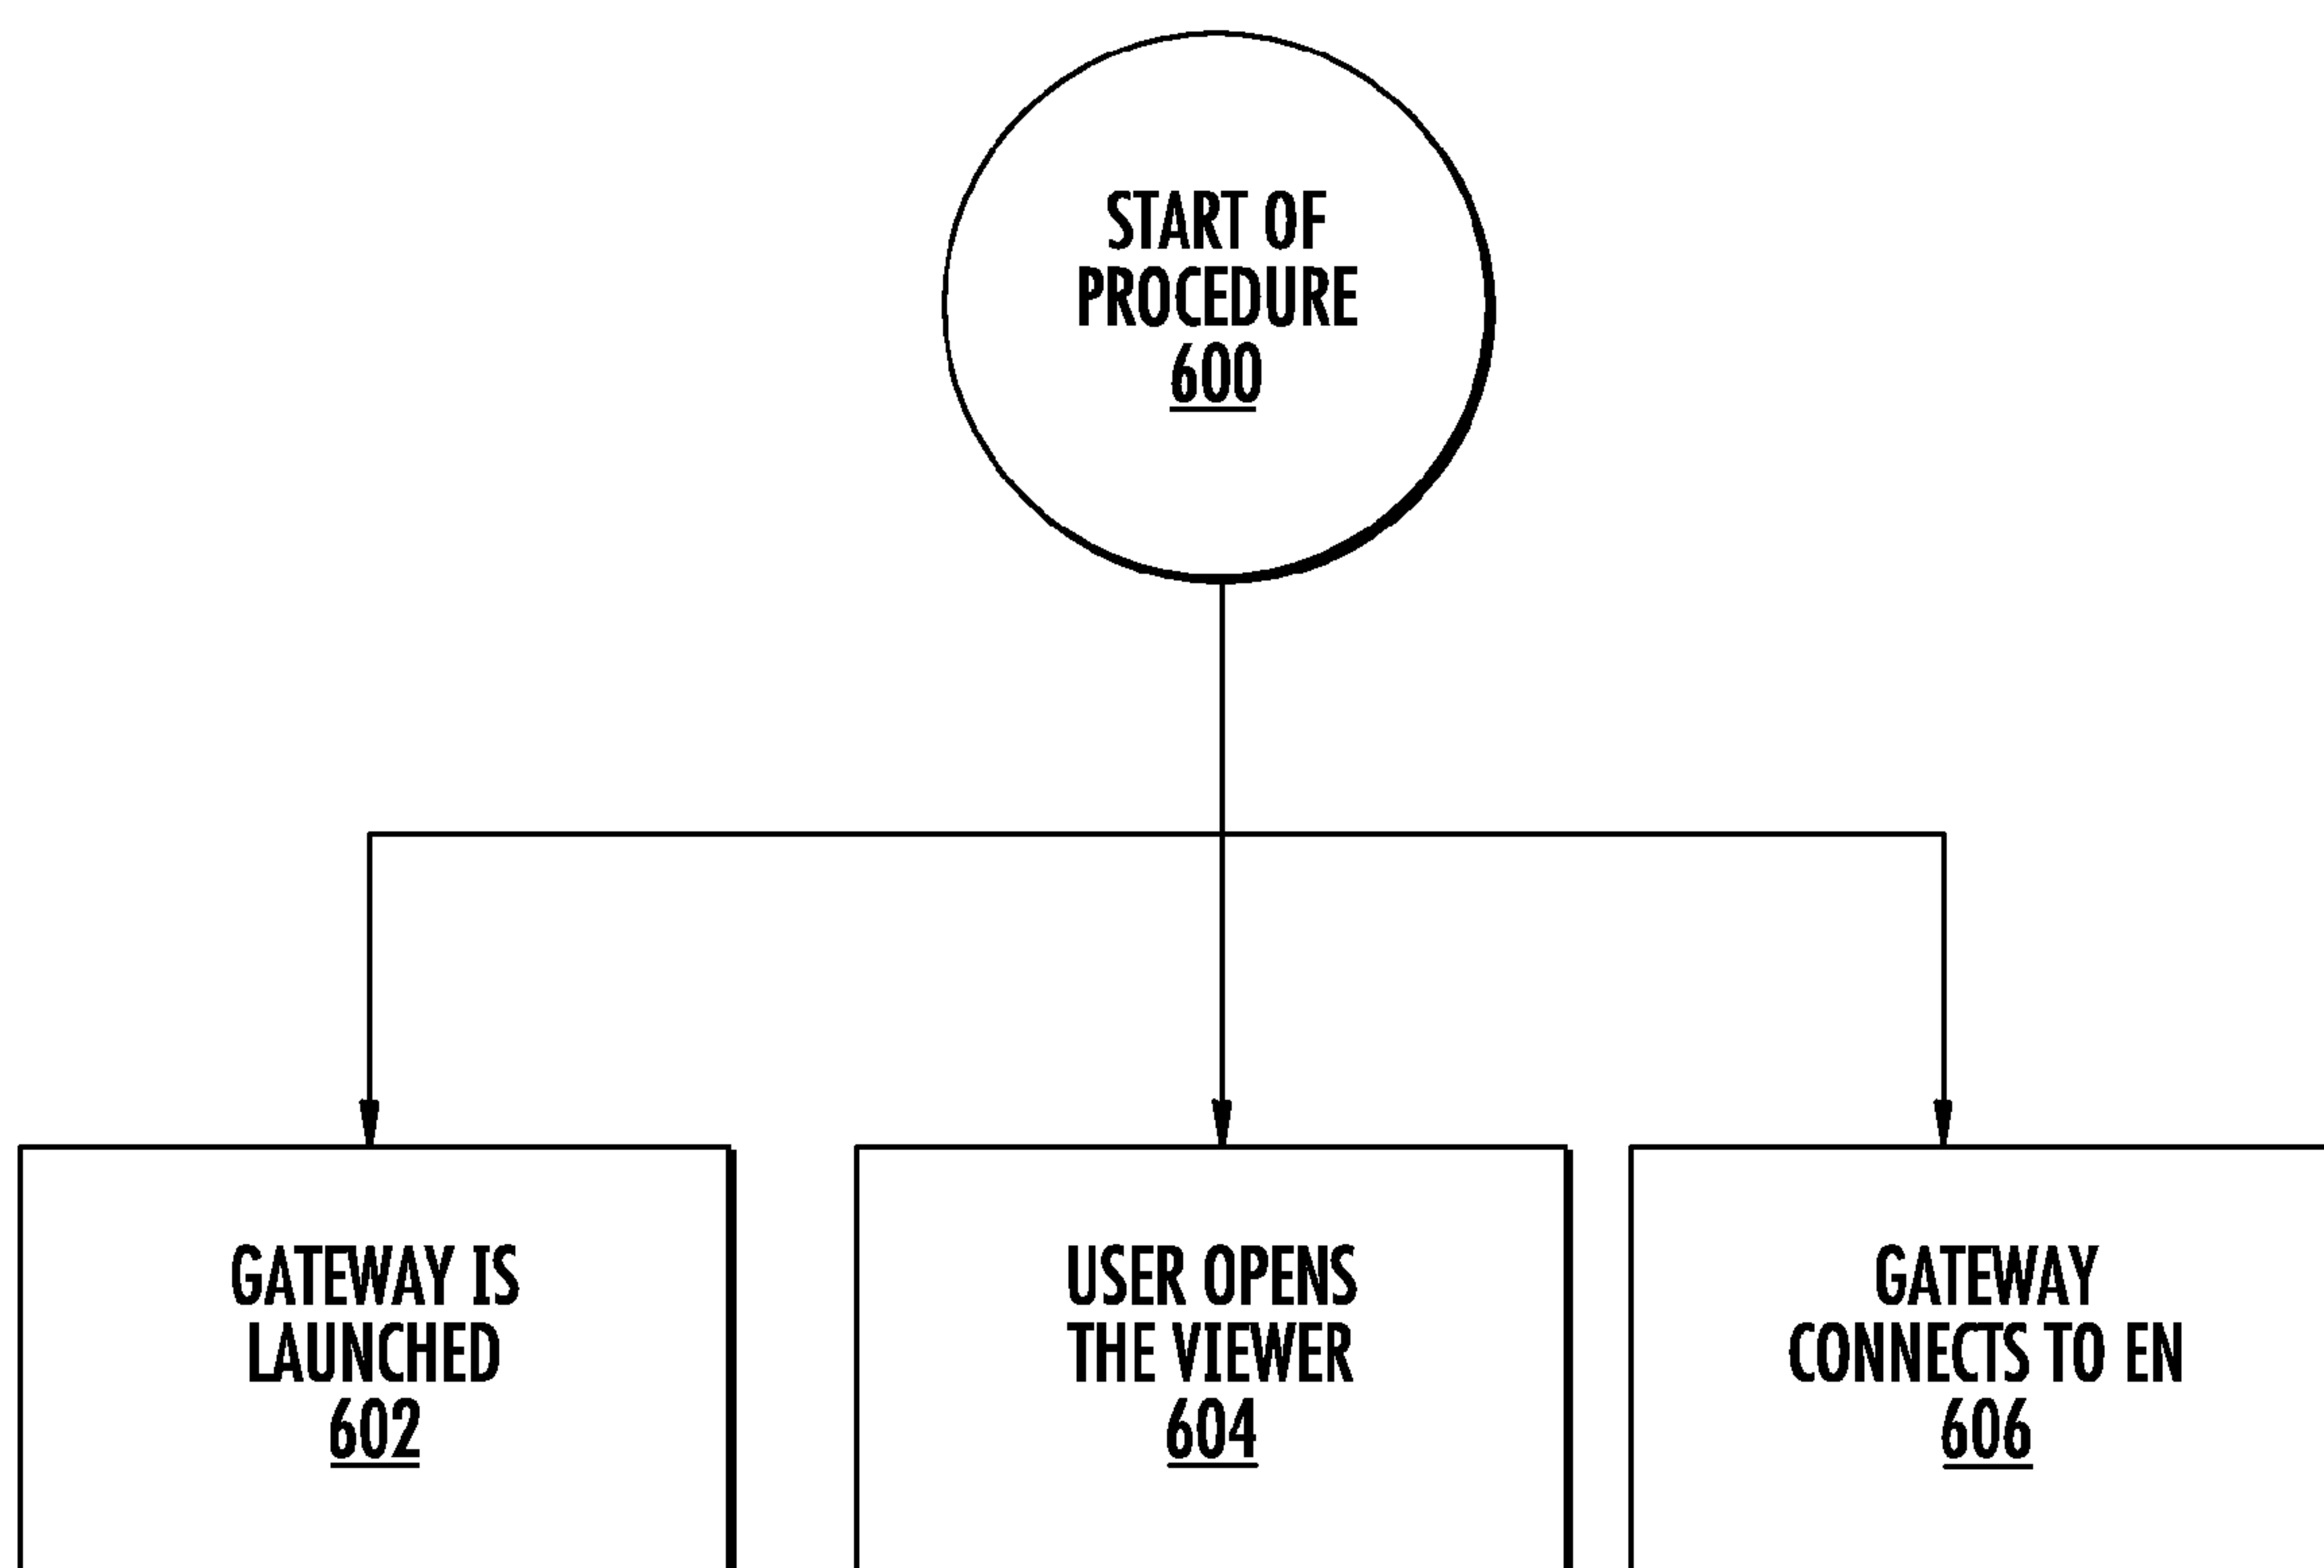 START OF
PROCEDURE
600
GATEWAY IS
LAUNCHED
602
USER OPENS
THE VIEWER
604
GATEWAY
CONNECTS TO EN
606